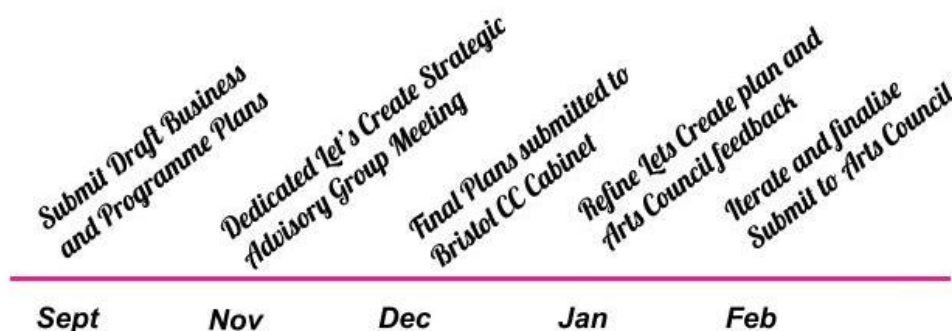 Submit Draft Business
and Programme Plans
Dedicated Let's Create Strategic
Advisory Group Meeting
Final Plans submitted to
Bristol CC Cabinet
Refine Lets Create plan and
Arts Council feedback
Iterate and finalise
Submit to Arts Council
Sept
Nov
Dec
Jan
Feb